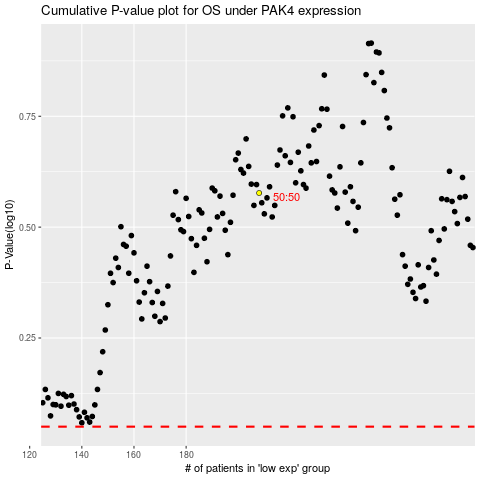 Cumulative P-value plot for OS under PAK4 expression
P-Value(log10)
0.75
0.50
0.25
50:50
120 140 160 180
# of patients in 'low exp' group